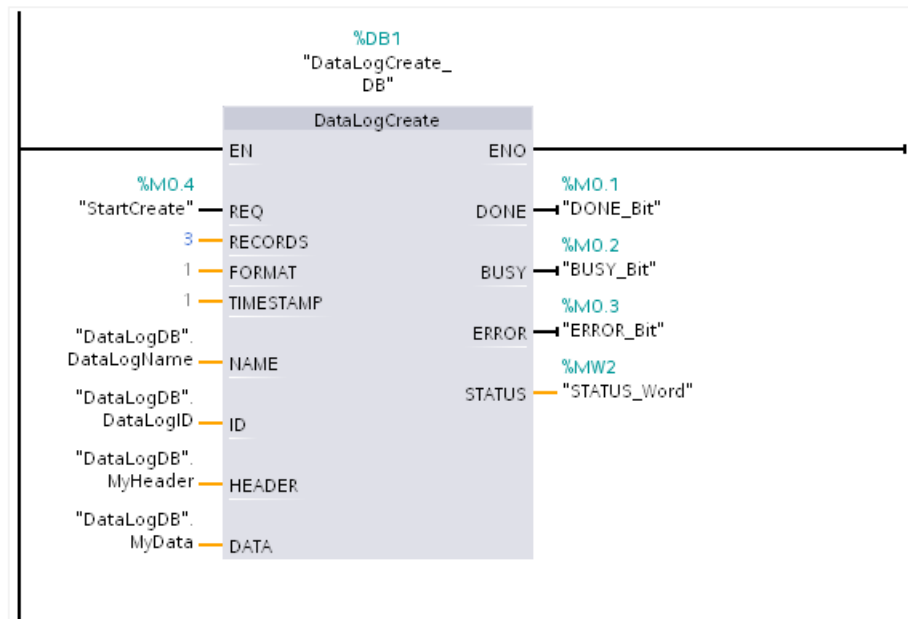 %DB1
"DataLogCreate_
DB"
DataLogCreate
EN ENO
%M0.4 %M0.1
"StartCreate" REQ DONE "DONE_Bit"
3 RECORDS %M0.2
1 FORMAT BUSY "BUSY_Bit"
1 TIMESTAMP %M0.3
"DataLogDB". ERROR "ERROR_Bit"
DataLogName NAME %MW2
"DataLogDB". STATUS "STATUS_Word"
DataLogID ID
"DataLogDB".
MyHeader HEADER
"DataLogDB".
MyData DATA